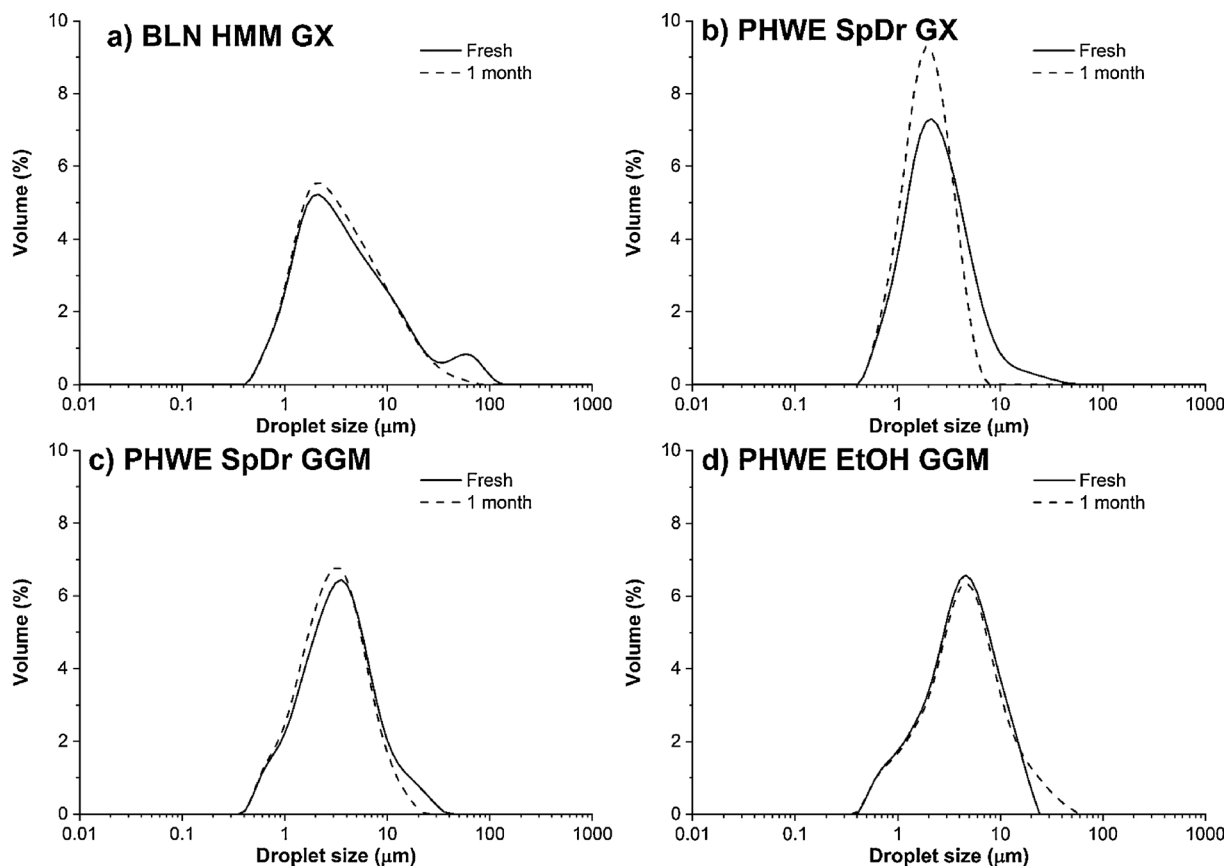 a) BLN HMM GX
Fresh
1 month
Volume (%)
10
8
6
4
2
0
0.01 0.1 1 10 100 1000
Droplet size (μm)
b) PHWE SpDr GX
Fresh
1 month
Volume (%)
10
8
6
4
2
0
0.01 0.1 1 10 100 1000
Droplet size (μm)
c) PHWE SpDr GGM
Fresh
1 month
Volume (%)
10
8
6
4
2
0
0.01 0.1 1 10 100 1000
Droplet size (μm)
d) PHWE EtOH GGM
Fresh
1 month
Volume (%)
10
8
6
4
2
0
0.01 0.1 1 10 100 1000
Droplet size (μm)